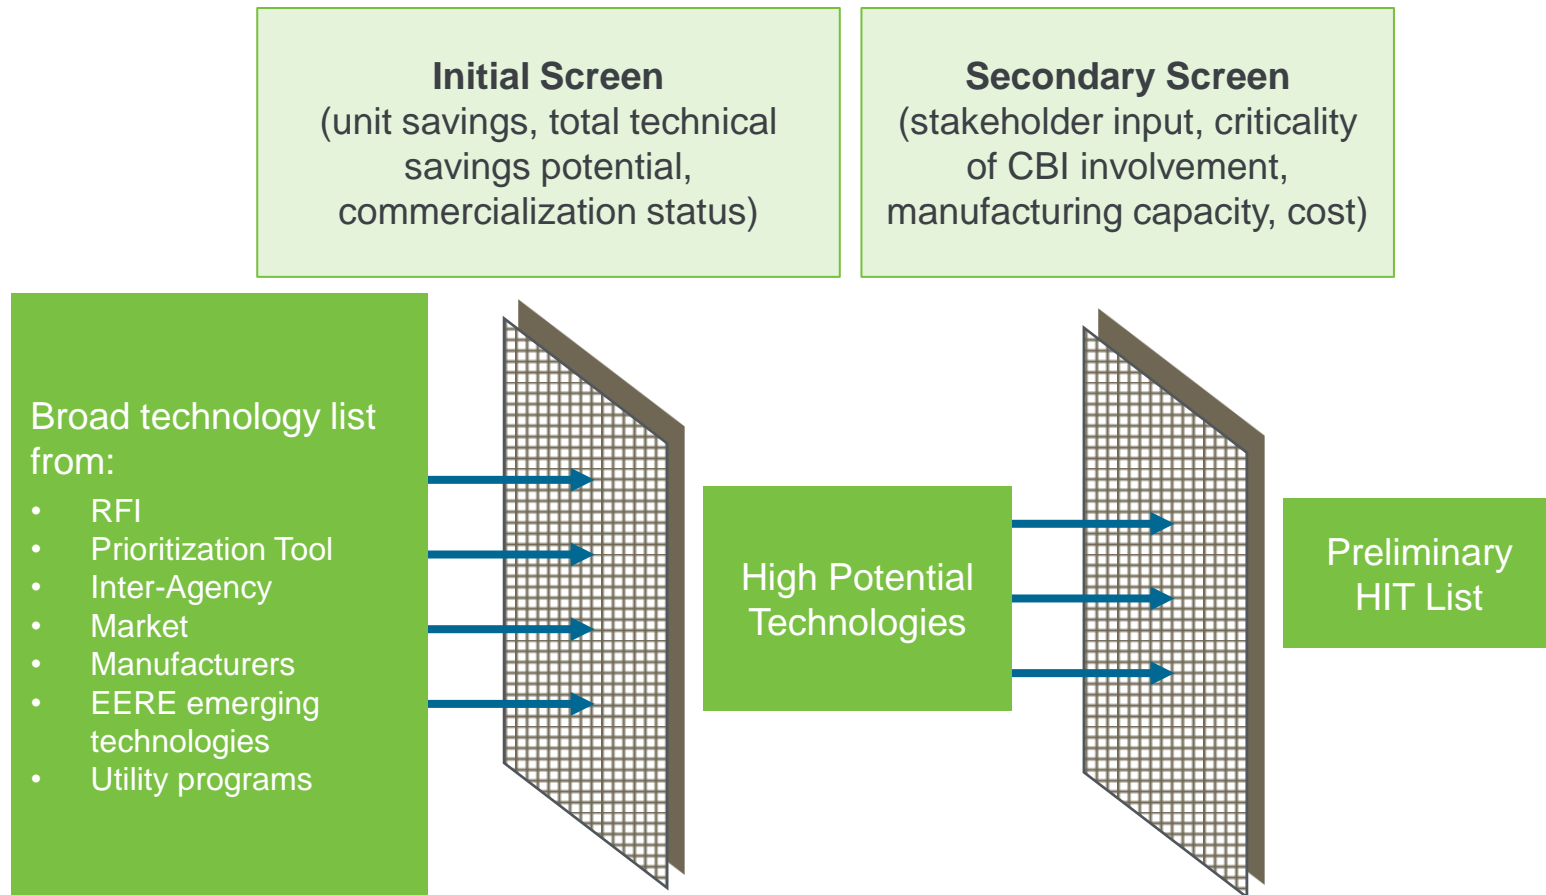 Initial Screen
(unit savings, total technical
savings potential,
commercialization status)
Secondary Screen
(stakeholder input, criticality
of CBI involvement,
manufacturing capacity, cost)
Broad technology list
from:
• RFI
• Prioritization Tool
• Inter-Agency
• Market
• Manufacturers
• EERE emerging
technologies
• Utility programs
High Potential
Technologies
Preliminary
HIT List